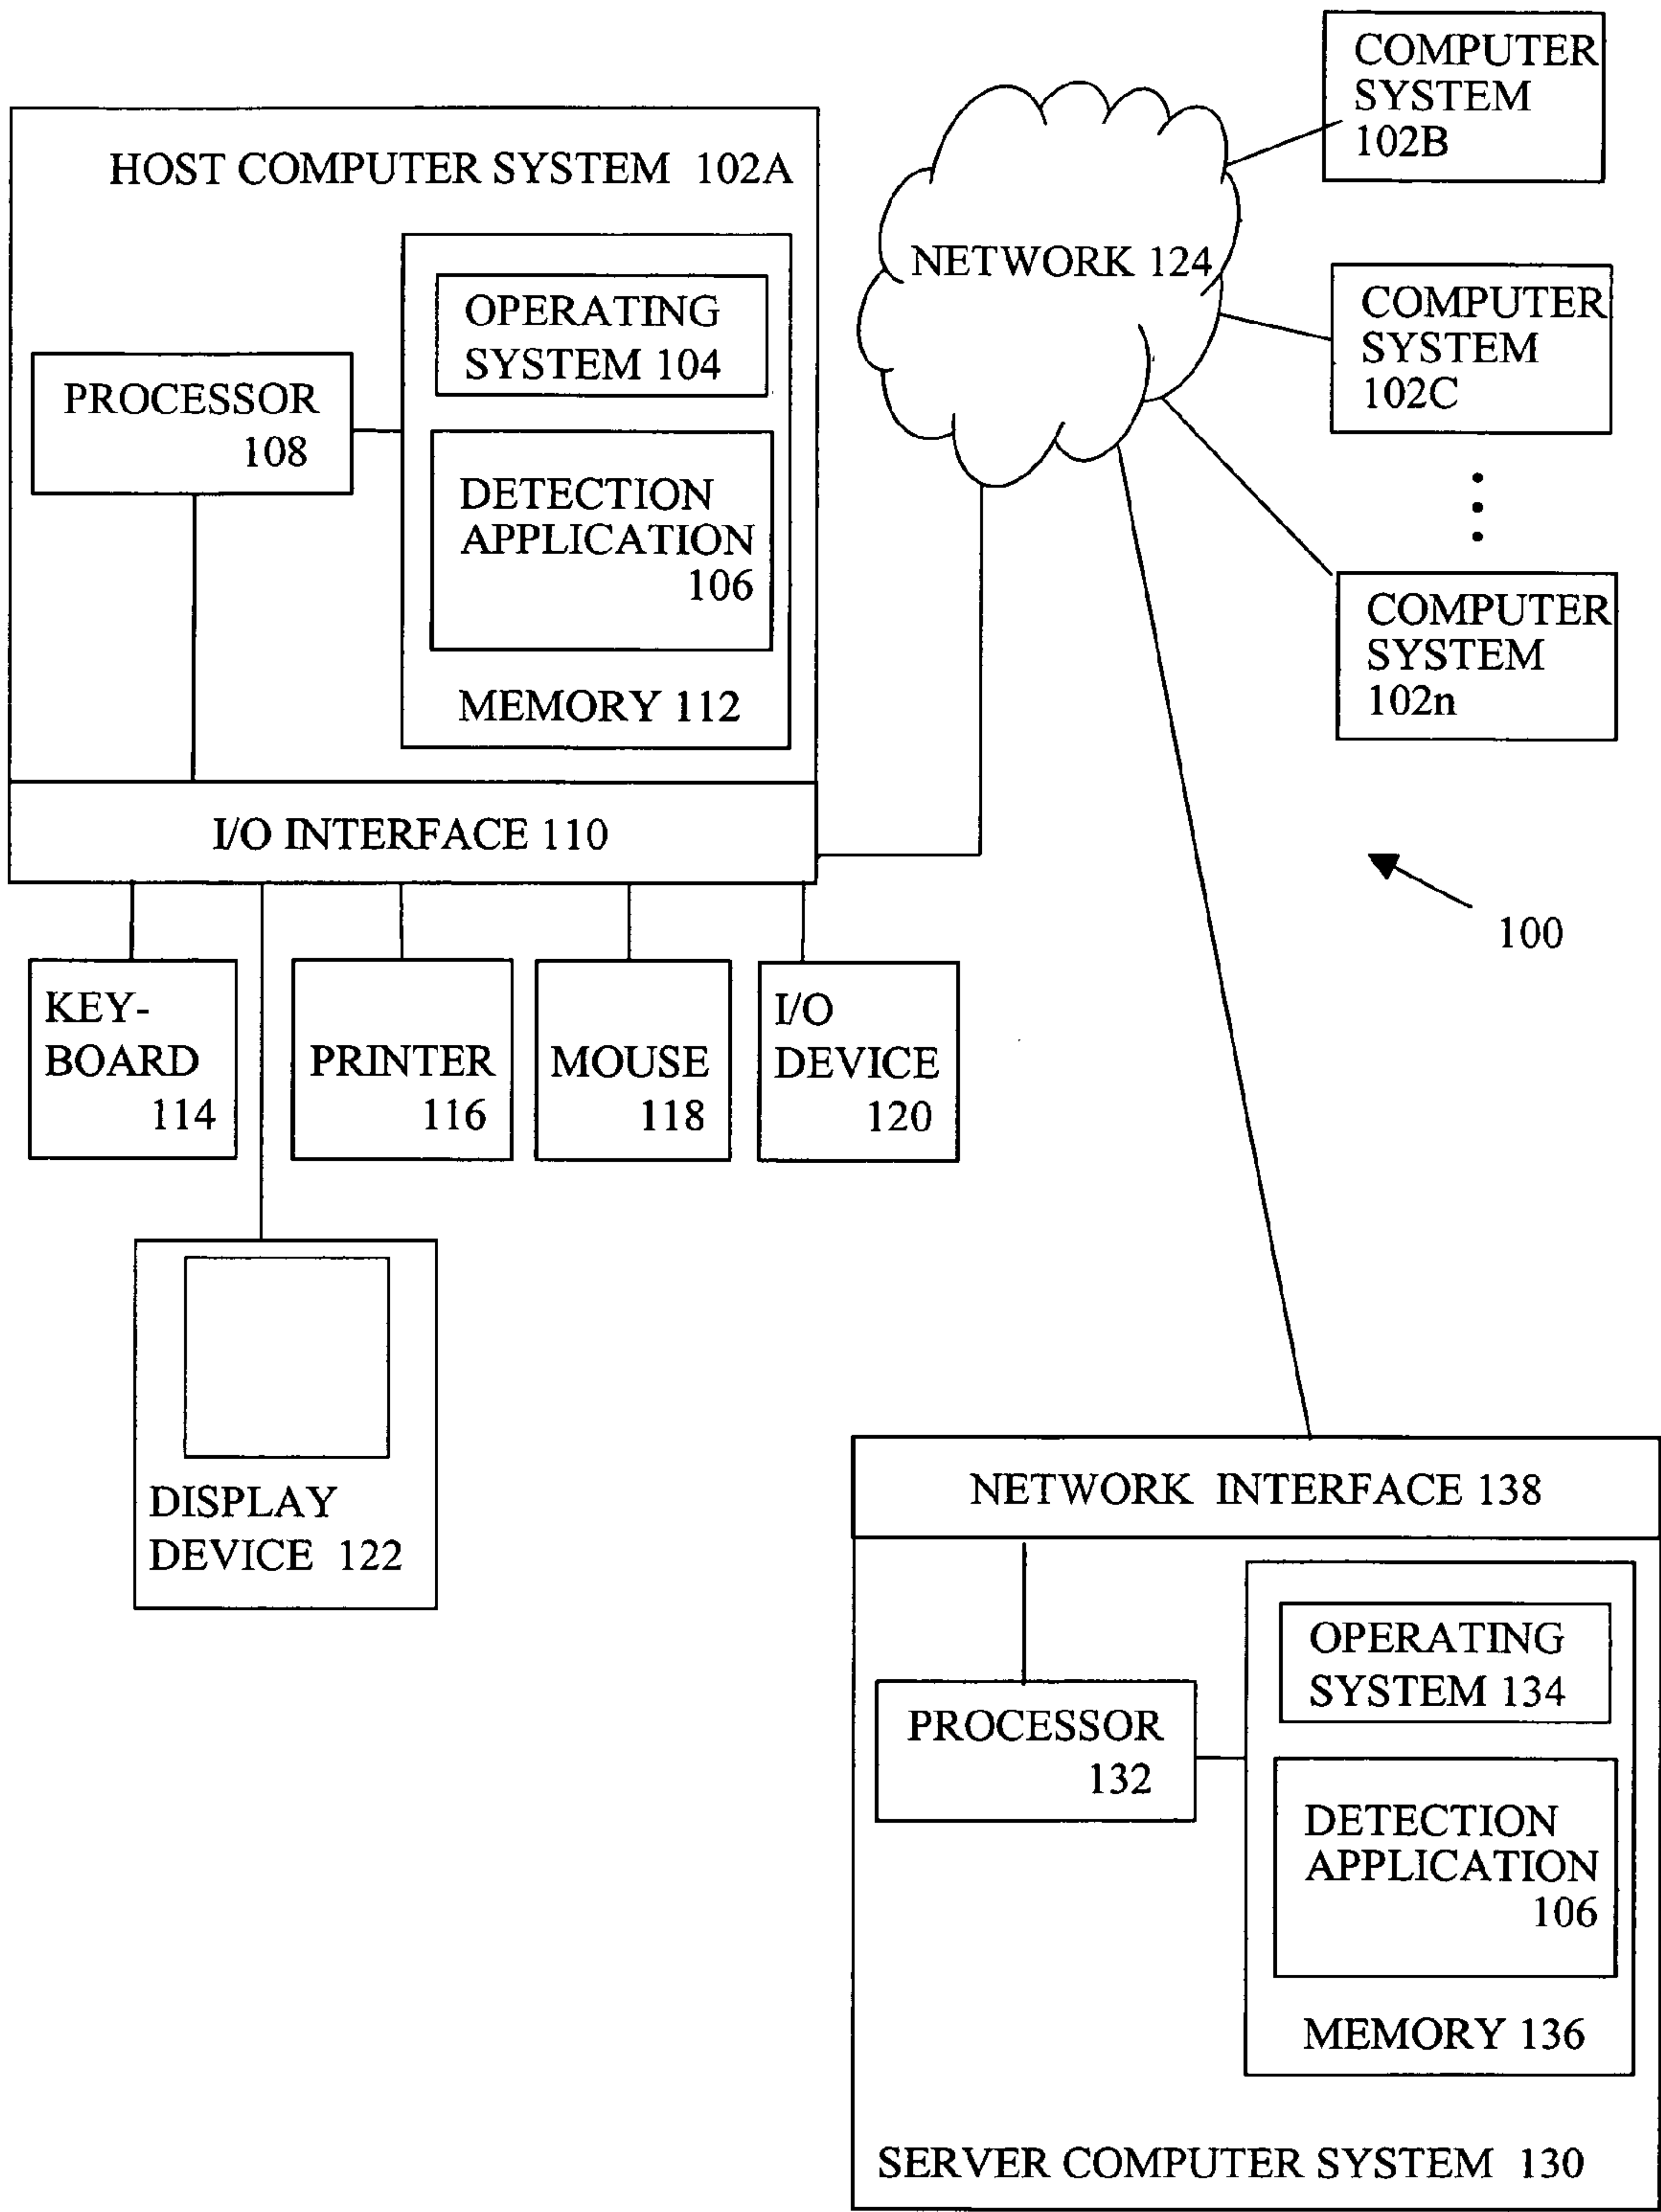 COMPUTER
SYSTEM
102B
HOST COMPUTER SYSTEM 102A
NETWORK 124
OPERATING
SYSTEM 104
COMPUTER
SYSTEM
102C
PROCESSOR
108
DETECTION
APPLICATION
106
COMPUTER
SYSTEM
102n
MEMORY 112
I/O INTERFACE 110
100
KEY-
BOARD
114
PRINTER
116
MOUSE
118
I/O
DEVICE
120
DISPLAY
DEVICE 122
NETWORK INTERFACE 138
OPERATING
SYSTEM 134
PROCESSOR
132
DETECTION
APPLICATION
106
MEMORY 136
SERVER COMPUTER SYSTEM 130